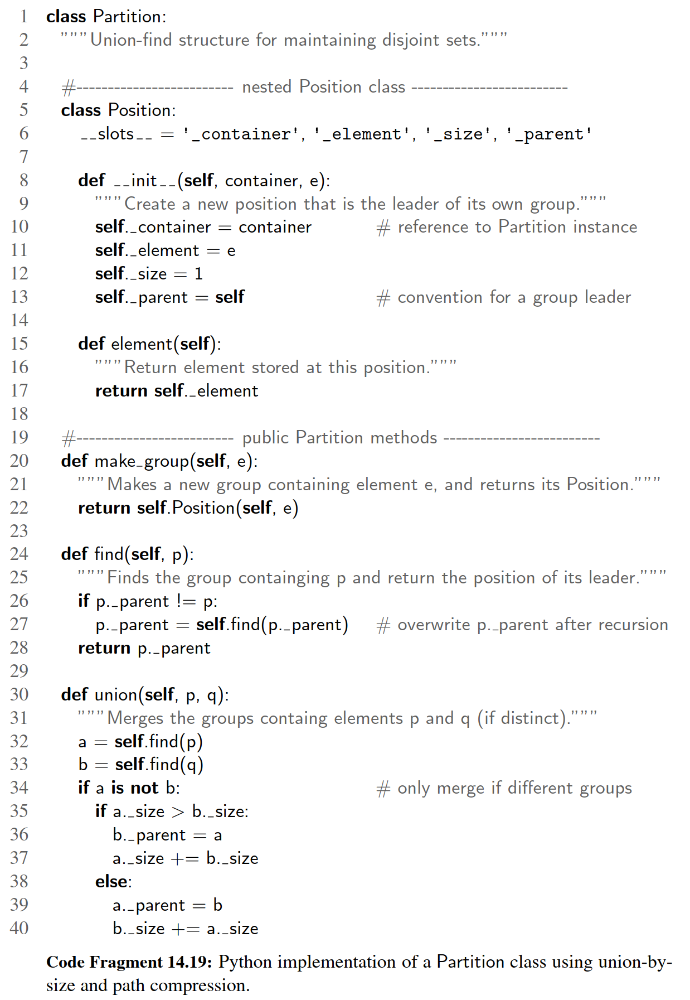 1 class Partition:
2 """Union-find structure for maintaining disjoint sets."""
3
4 #------------------------- nested Position class -------------------------
5 class Position:
6 __slots__ = '_container', '_element', '_size', '_parent'
7
8 def __init__(self, container, e):
9 """Create a new position that is the leader of its own group."""
10 self._container = container # reference to Partition instance
11 self._element = e
12 self._size = 1
13 self._parent = self # convention for a group leader
14
15 def element(self):
16 """Return element stored at this position."""
17 return self._element
18
19 #------------------------- public Partition methods -------------------------
20 def make_group(self, e):
21 """Makes a new group containing element e, and returns its Position."""
22 return self.Position(self, e)
23
24 def find(self, p):
25 """Finds the group containging p and return the position of its leader."""
26 if p._parent != p:
27 p._parent = self.find(p._parent) # overwrite p._parent after recursion
28 return p._parent
29
30 def union(self, p, q):
31 """Merges the groups containg elements p and q (if distinct)."""
32 a = self.find(p)
33 b = self.find(q)
34 if a is not b: # only merge if different groups
35 if a._size > b._size:
36 b._parent = a
37 a._size += b._size
38 else:
39 a._parent = b
40 b._size += a._size
Code Fragment 14.19: Python implementation of a Partition class using union-by-
size and path compression.